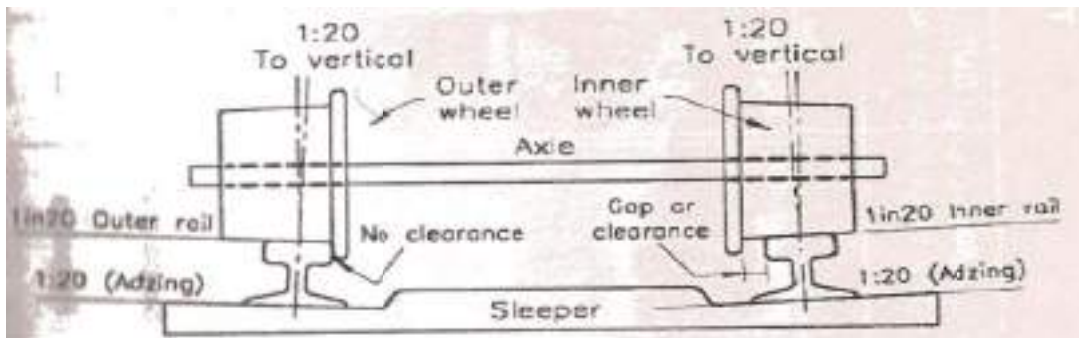 1:20
To vertical
1:20
To vertical
Outer
wheel
Inner
wheel
Axle
1in20 Outer rail
No clearance
Gap or
clearance
1in20 Inner rail
1:20 (Adzing)
1:20 (Adzing)
Sleeper